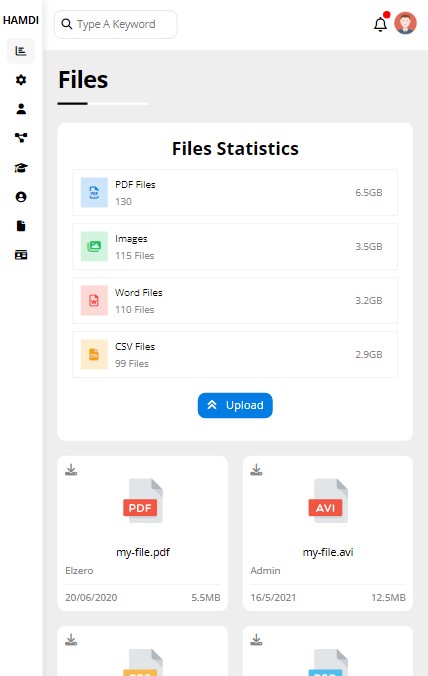 HAMDI
Type A Keyword
Files
Files Statistics
PDF Files
130
6.5GB
Images
115 Files
3.5GB
Word Files
110 Files
3.2GB
CSV Files
99 Files
2.9GB
Upload
PDF
my-file.pdf
Elzero
20/06/2020 5.5MB
AVI
my-file.avi
Admin
16/5/2021 12.5MB